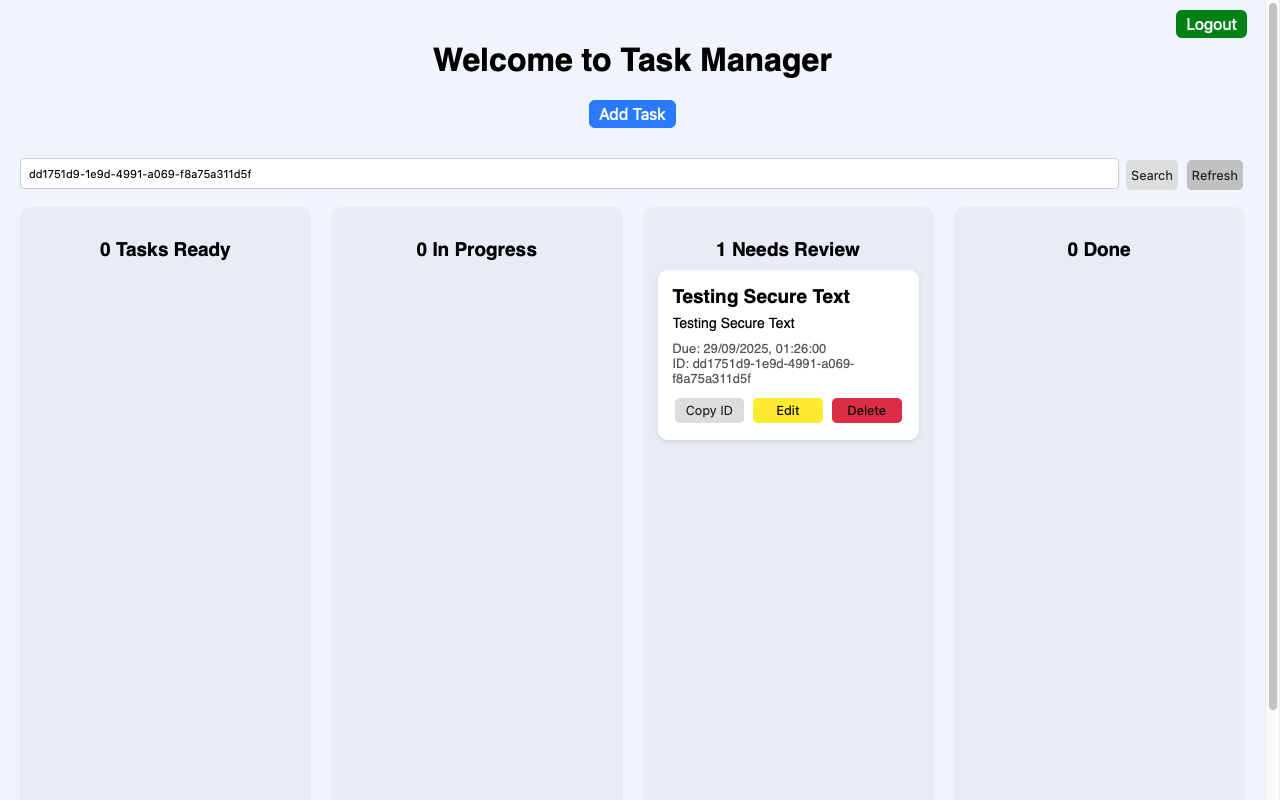 Logout
Welcome to Task Manager
Add Task
dd1751d9-1e9d-4991-a069-f8a75a311d5f
Search
Refresh
0 Tasks Ready
0 In Progress
1 Needs Review
Testing Secure Text
Testing Secure Text
Due: 29/09/2025, 01:26:00
ID: dd1751d9-1e9d-4991-a069-
f8a75a311d5f
Copy ID
Edit
Delete
0 Done